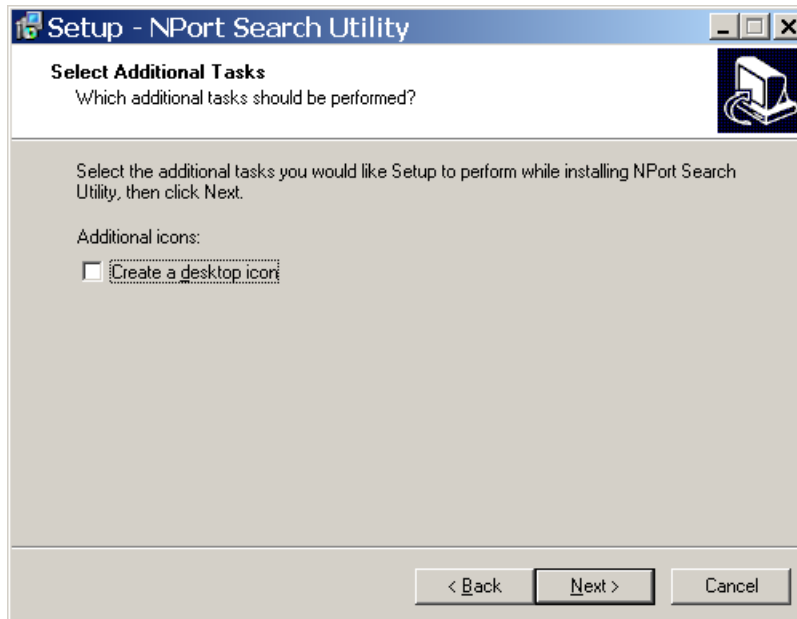 Setup - NPort Search Utility
Select Additional Tasks
Which additional tasks should be performed?
Select the additional tasks you would like Setup to perform while installing NPort Search
Utility, then click Next.
Additional icons:
Create a desktop icon
< Back
Next >
Cancel